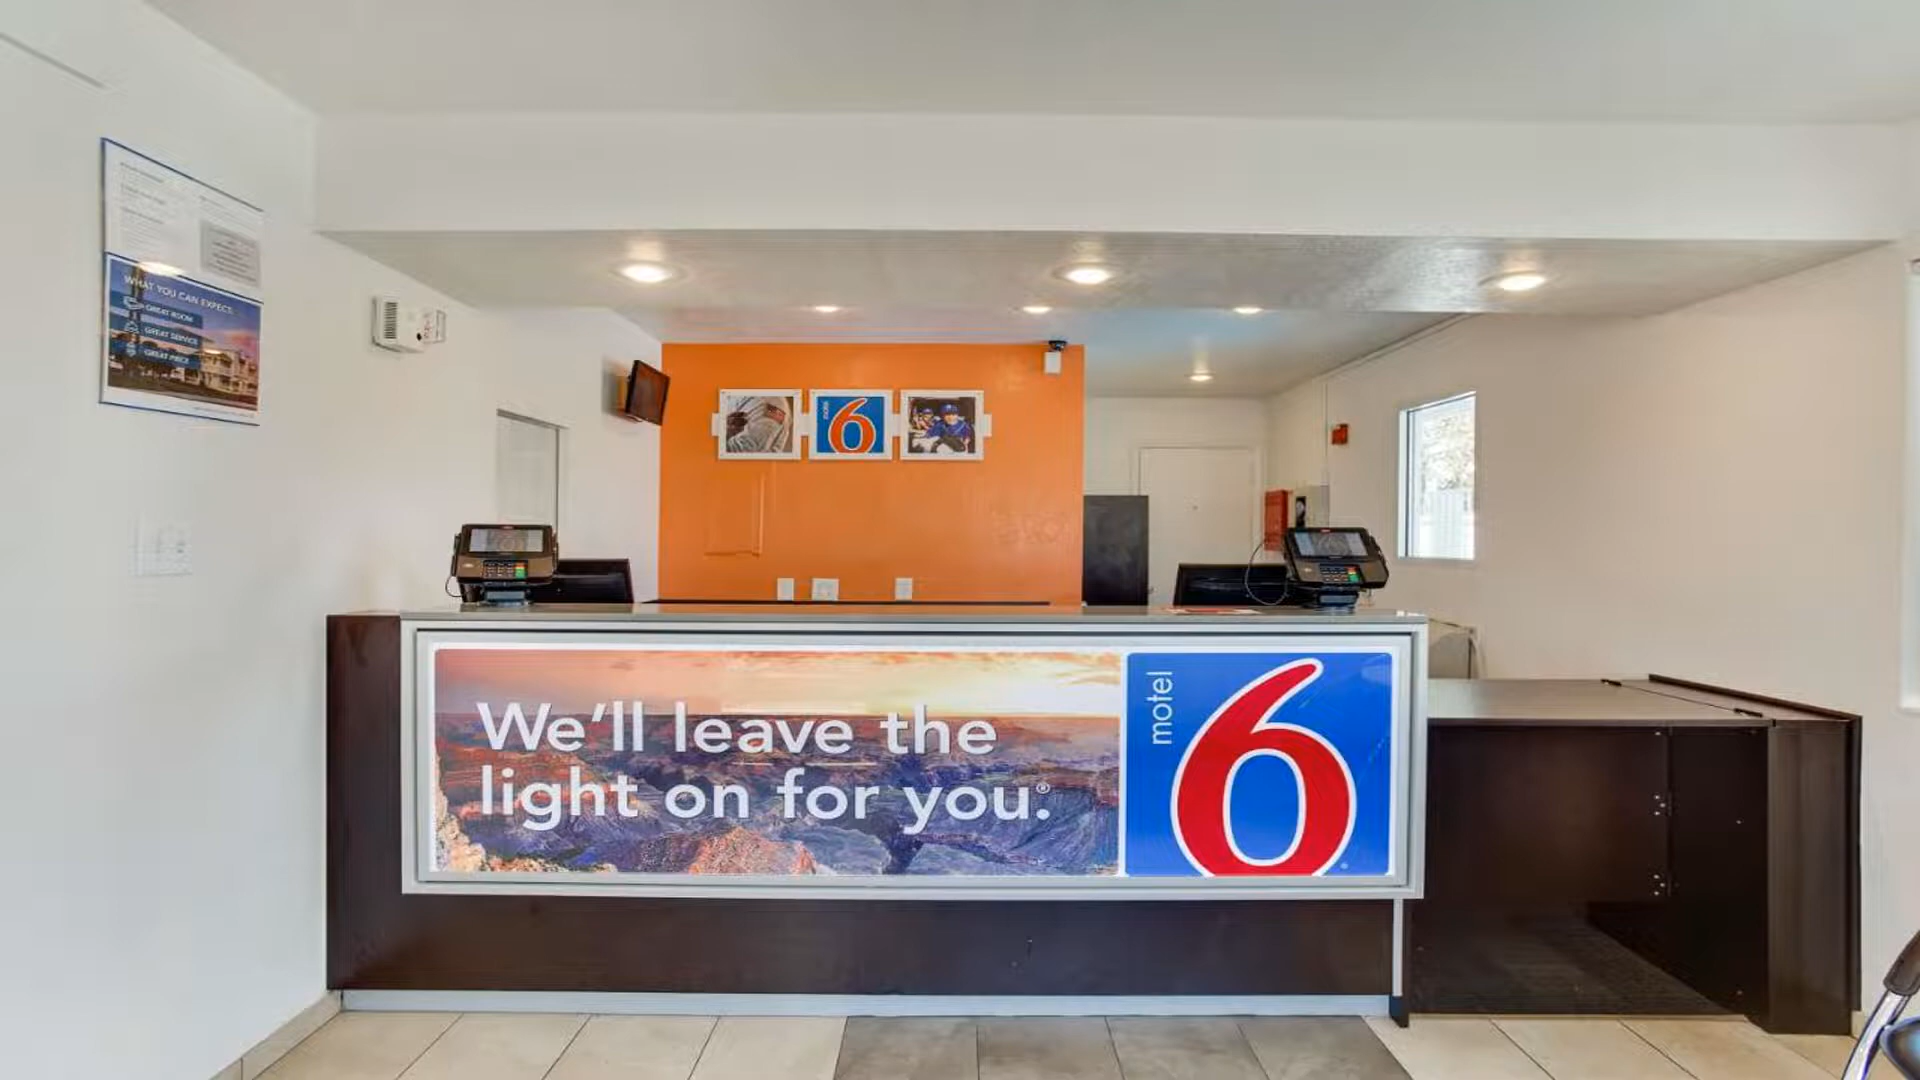 WHAT YOU CAN EXPECT:
GREAT ROOM
GREAT SERVICE
GREAT PRICE
motel
6
We'll leave the
light on for you.®
motel
6